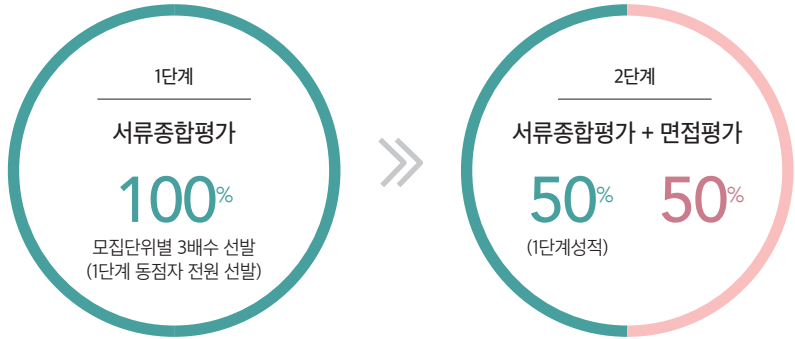 1단계
서류종합평가
100%
모집단위별 3배수 선발
(1단계 동점자 전원 선발)
2단계
서류종합평가 + 면접평가
50% 50%
(1단계성적)